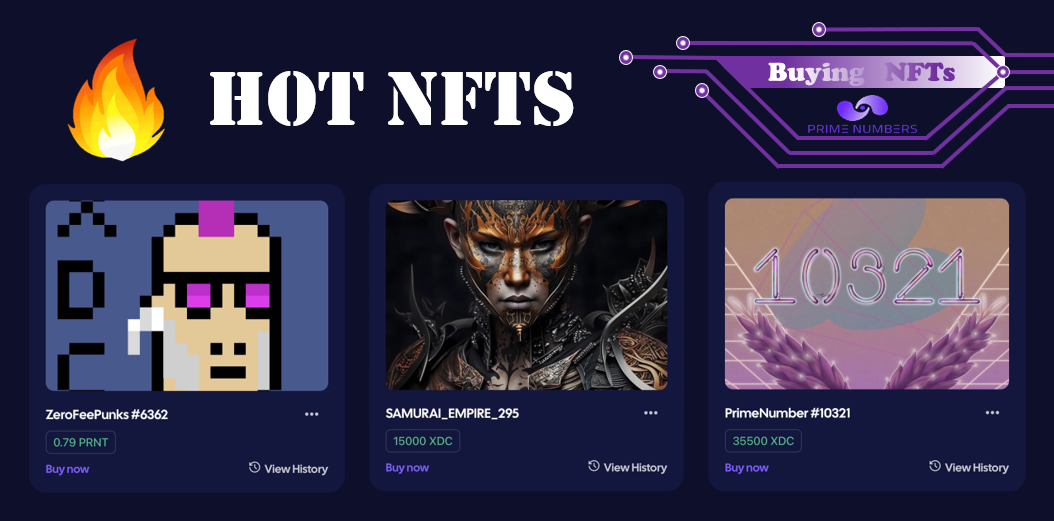 HOT NFTS
Buying NFTs
PRIME NUMBERS
X
D
C
10321
ZeroFeePunks #6362
0.79 PRNT
Buy now
View History
SAMURAI_EMPIRE_295
15000 XDC
Buy now
View History
PrimeNumber #10321
35500 XDC
Buy now
View History